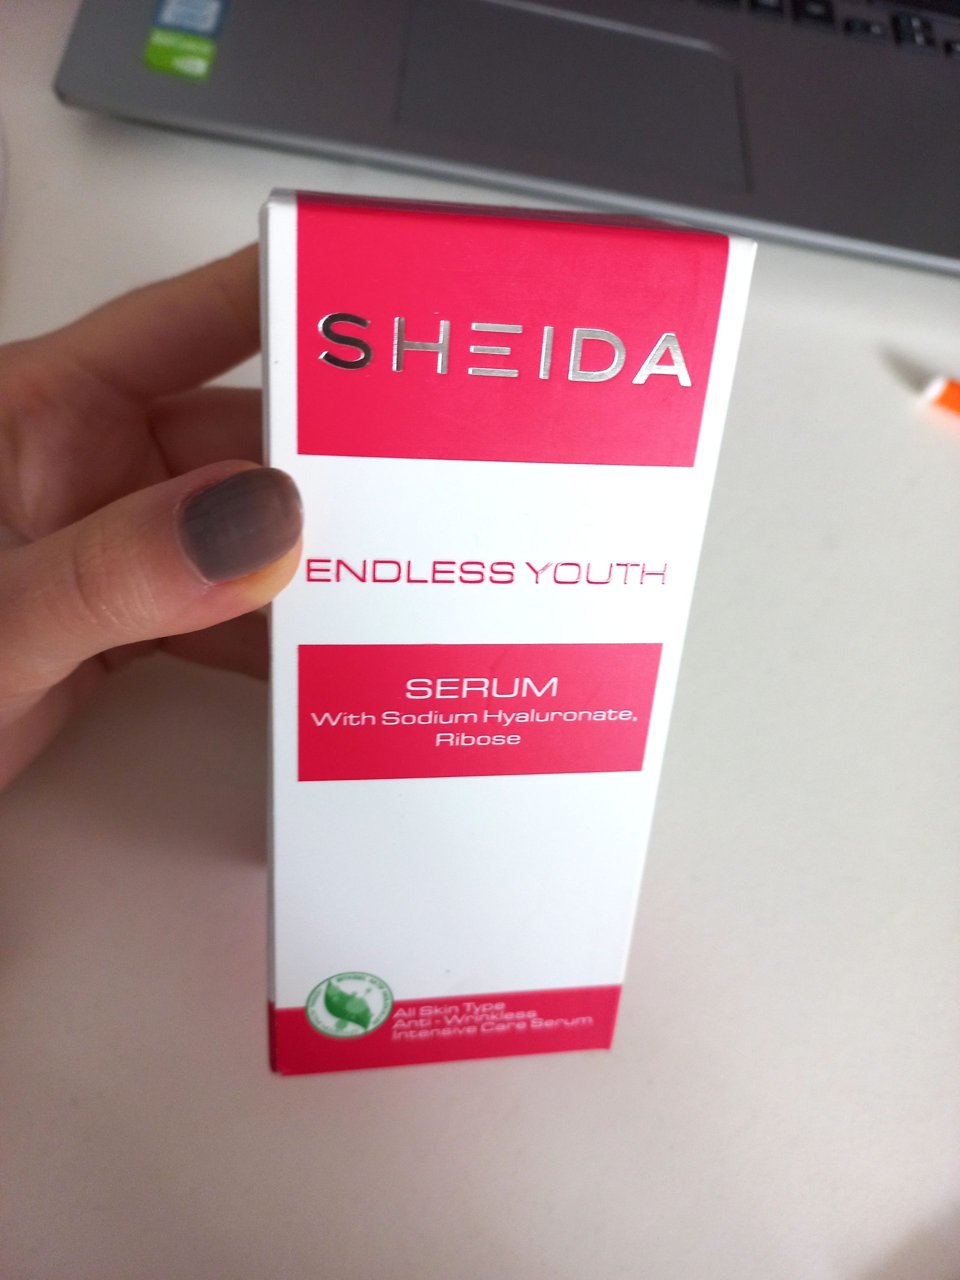 SHEIDA
ENDLESS YOUTH
SERUM
With Sodium Hyaluronate,
Ribose
All Skin Type
Anti - Wrinkless
Intensive Care Serum